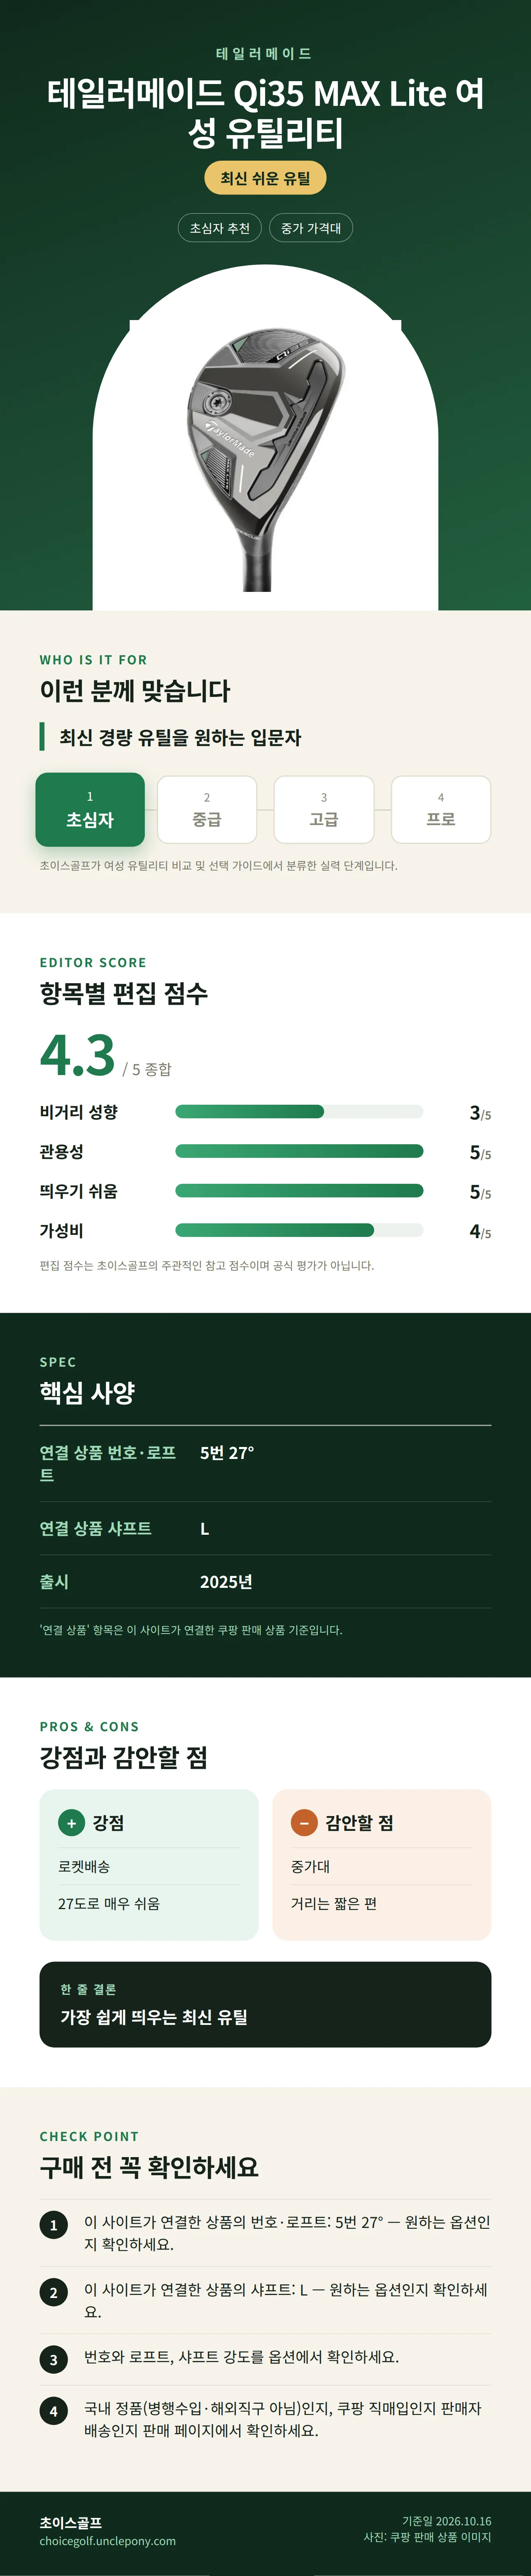 테일러메이드
테일러메이드 Qi35 MAX Lite 여
성 유틸리티
최신 쉬운 유틸
초심자 추천
중가 가격대
Qi35
TaylorMade
RESCUE
WHO IS IT FOR
이런 분께 맞습니다
최신 경량 유틸을 원하는 입문자
1
초심자
2
중급
3
고급
4
프로
초이스골프가 여성 유틸리티 비교 및 선택 가이드에서 분류한 실력 단계입니다.
EDITOR SCORE
항목별 편집 점수
4.3 / 5 종합
비거리 성향 3/5
관용성 5/5
띄우기 쉬움 5/5
가성비 4/5
편집 점수는 초이스골프의 주관적인 참고 점수이며 공식 평가가 아닙니다.
SPEC
핵심 사양
연결 상품 번호·로프 5번 27°
트
연결 상품 샤프트 L
출시 2025년
'연결 상품' 항목은 이 사이트가 연결한 쿠팡 판매 상품 기준입니다.
PROS & CONS
강점과 감안할 점
+ 강점
로켓배송
27도로 매우 쉬움
− 감안할 점
중가대
거리는 짧은 편
한 줄 결론
가장 쉽게 띄우는 최신 유틸
CHECK POINT
구매 전 꼭 확인하세요
1 이 사이트가 연결한 상품의 번호·로프트: 5번 27° — 원하는 옵션인
지 확인하세요.
2 이 사이트가 연결한 상품의 샤프트: L — 원하는 옵션인지 확인하세
요.
3 번호와 로프트, 샤프트 강도를 옵션에서 확인하세요.
4 국내 정품(병행수입·해외직구 아님)인지, 쿠팡 직매입인지 판매자
배송인지 판매 페이지에서 확인하세요.
초이스골프
choicegolf.unclepony.com
기준일 2026.10.16
사진: 쿠팡 판매 상품 이미지